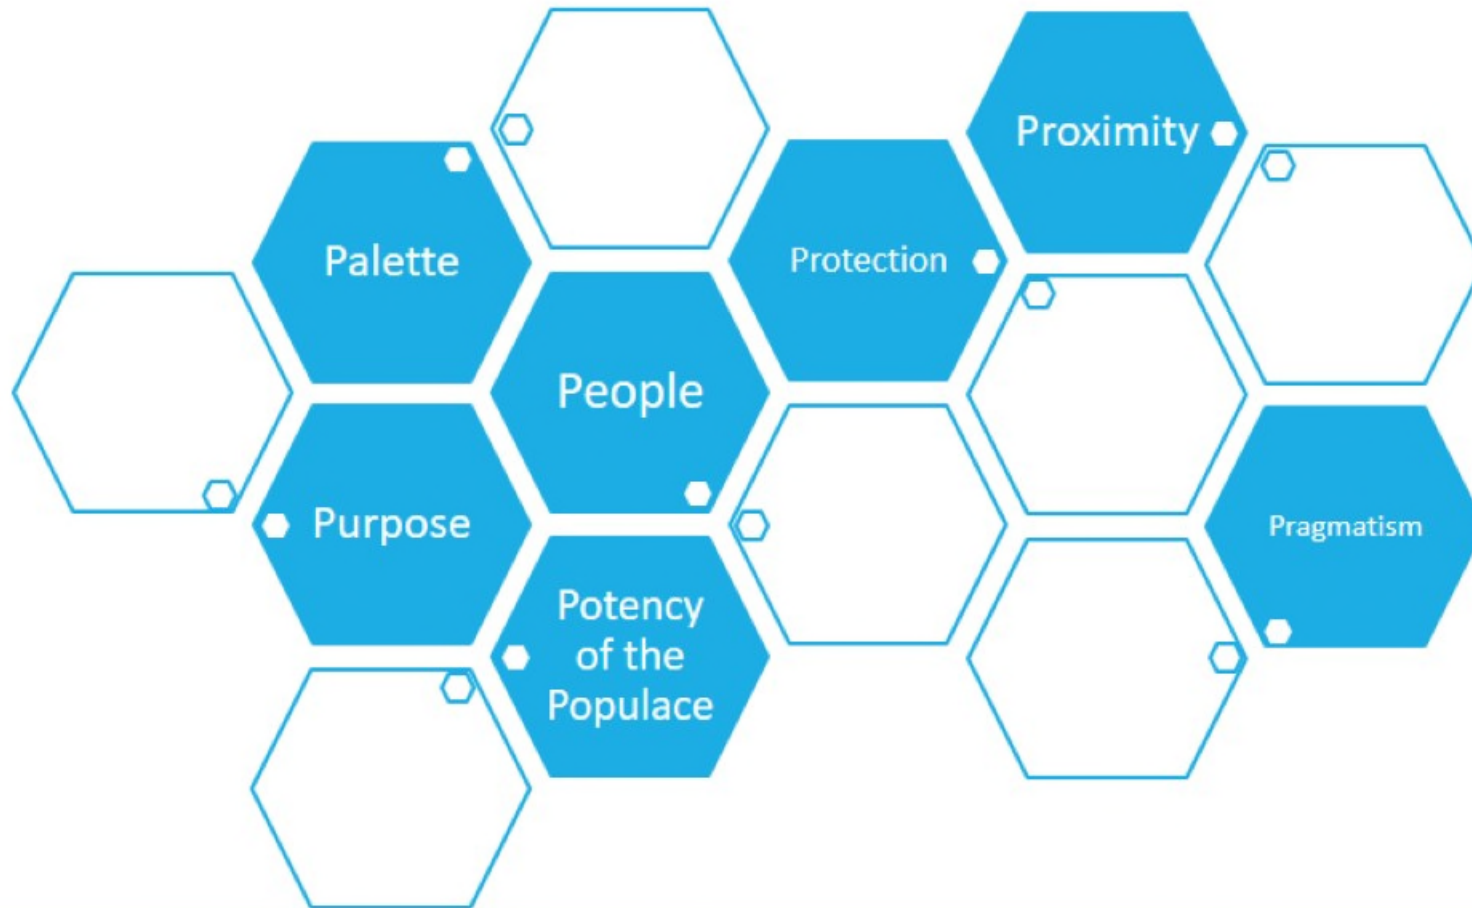 Proximity
Palette
Protection
People
Purpose
Pragmatism
Potency
of the
Populace